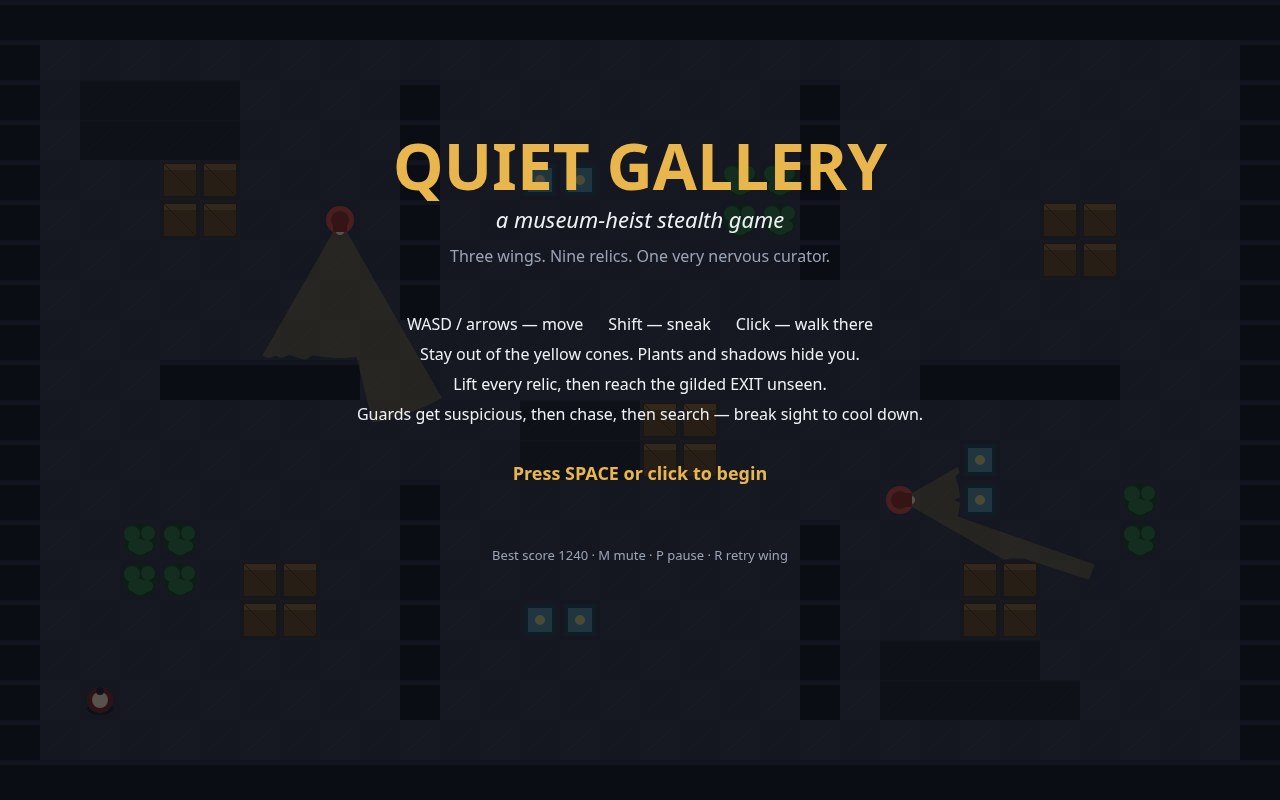 QUIET GALLERY
a museum-heist stealth game
Three wings. Nine relics. One very nervous curator.
WASD / arrows — move Shift — sneak Click — walk there
Stay out of the yellow cones. Plants and shadows hide you.
Lift every relic, then reach the gilded EXIT unseen.
Guards get suspicious, then chase, then search — break sight to cool down.
Press SPACE or click to begin
Best score 1240 · M mute · P pause · R retry wing